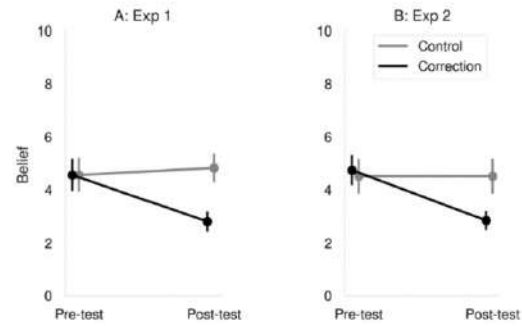 A: Exp 1
10
8
6
4
2
0
Belief
Pre-test
Post-test
B: Exp 2
Control
Correction
10
8
6
4
2
0
Pre-test
Post-test